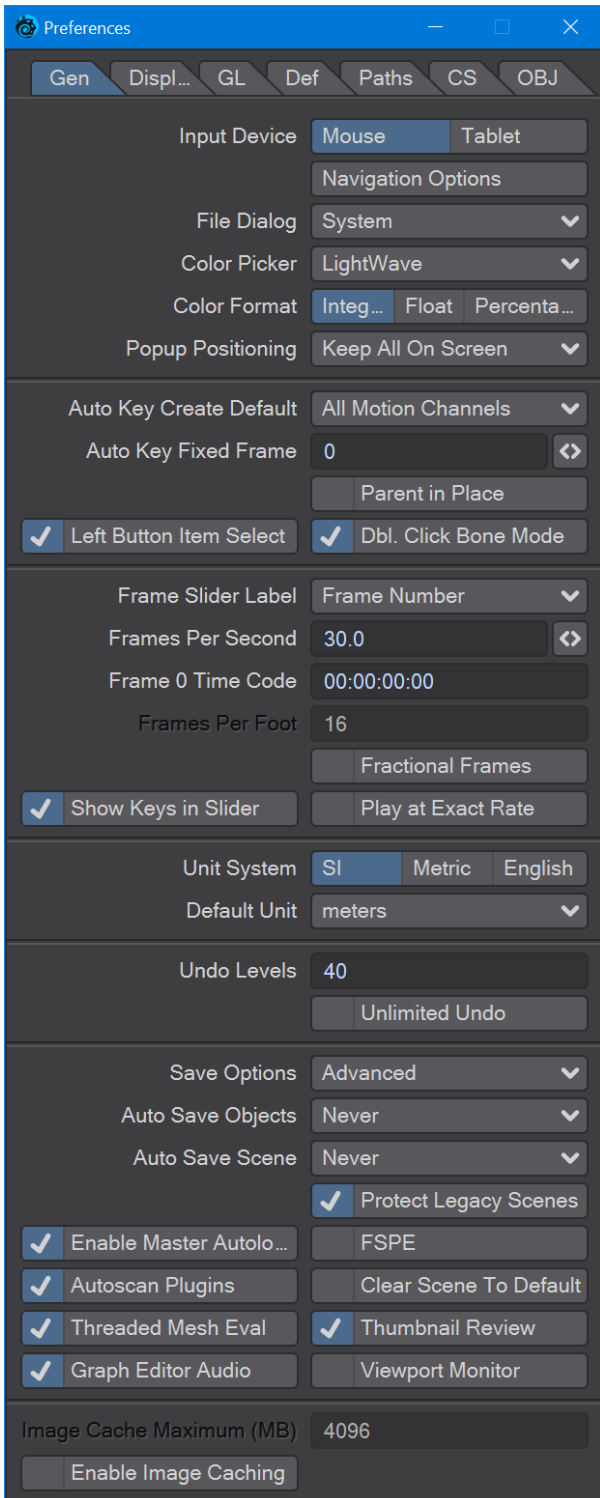 Preferences
Gen Displ... GL Def Paths CS OBJ
Input Device Mouse Tablet
Navigation Options
File Dialog System
Color Picker LightWave
Color Format Integ... Float Percenta...
Popup Positioning Keep All On Screen
Auto Key Create Default All Motion Channels
Auto Key Fixed Frame 0
Parent in Place
Left Button Item Select Dbl. Click Bone Mode
Frame Slider Label Frame Number
Frames Per Second 30.0
Frame 0 Time Code 00:00:00:00
Frames Per Foot 16
Fractional Frames
Show Keys in Slider Play at Exact Rate
Unit System SI Metric English
Default Unit meters
Undo Levels 40
Unlimited Undo
Save Options Advanced
Auto Save Objects Never
Auto Save Scene Never
Protect Legacy Scenes
Enable Master Autolo... FSPE
Autoscan Plugins Clear Scene To Default
Threaded Mesh Eval Thumbnail Review
Graph Editor Audio Viewport Monitor
Image Cache Maximum (MB) 4096
Enable Image Caching